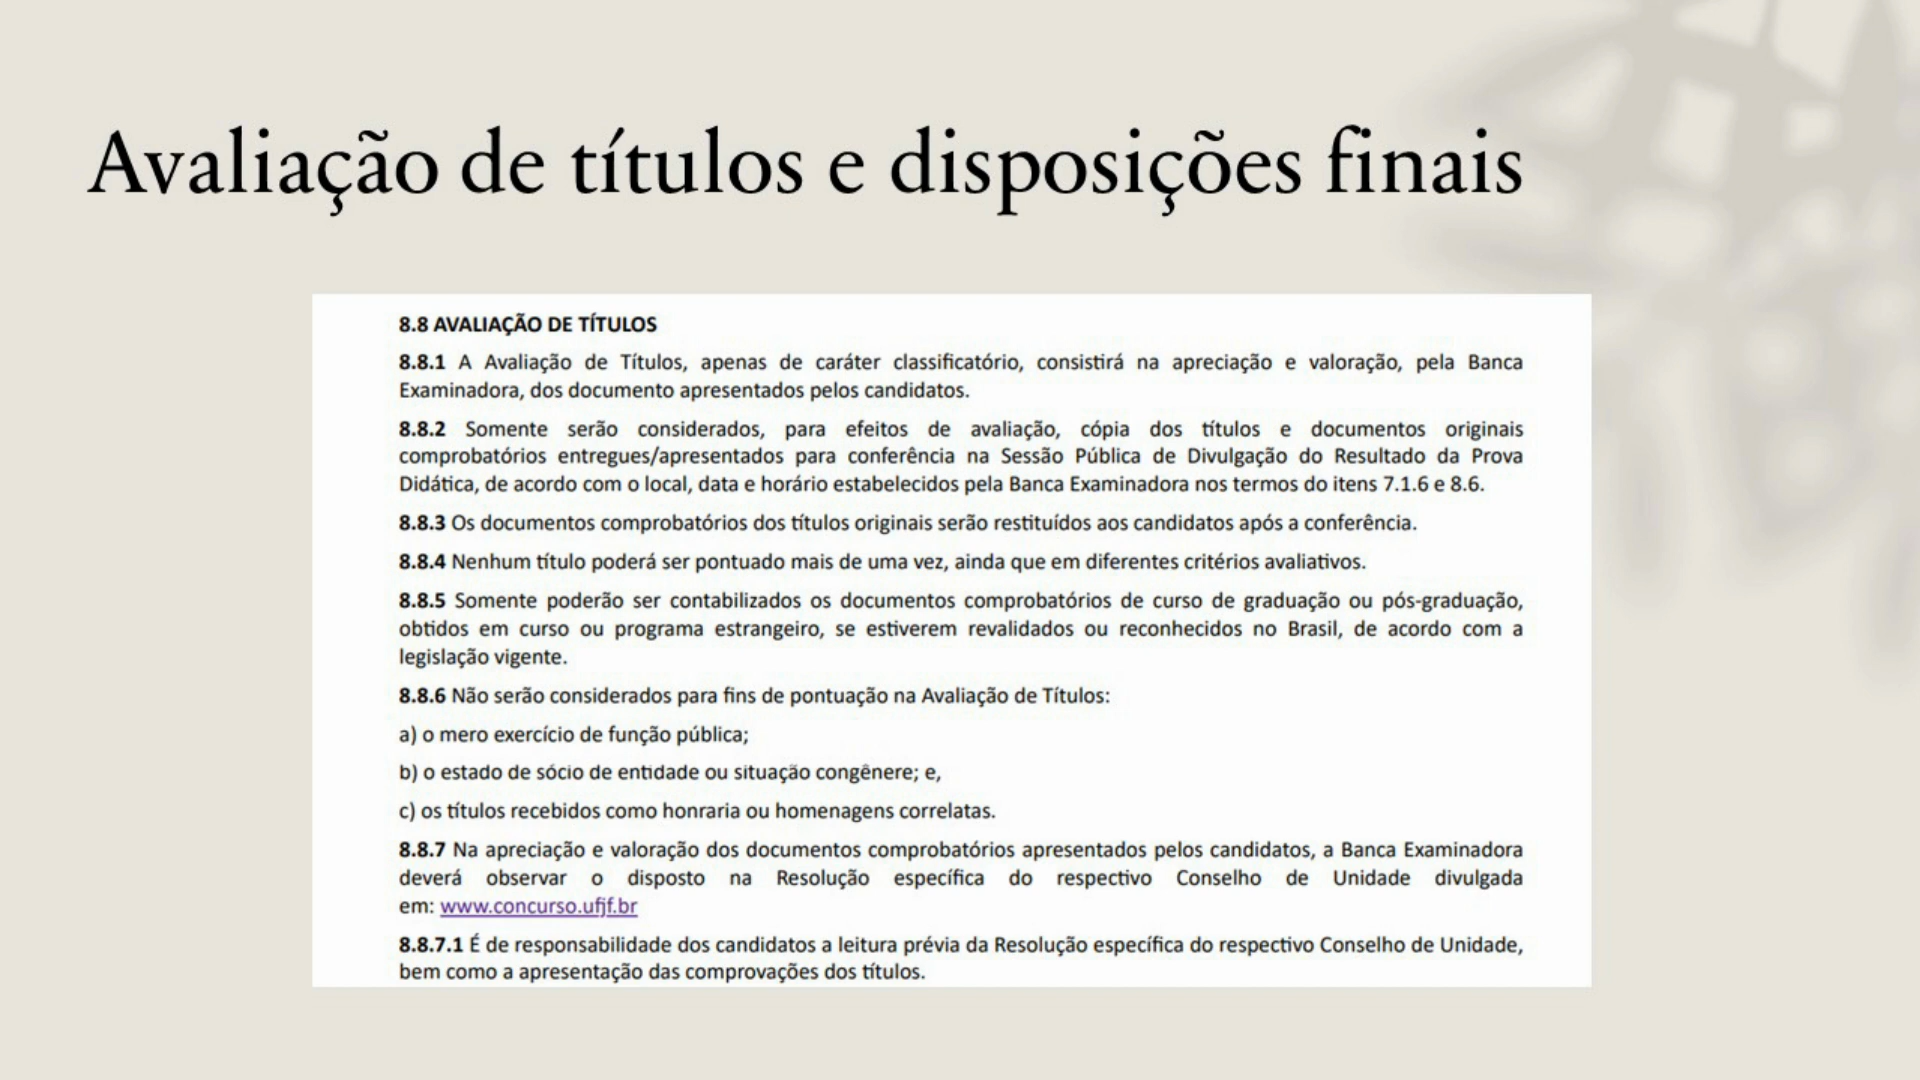 Avaliação de títulos e disposições finais
8.8 AVALIAÇÃO DE TÍTULOS
8.8.1 A Avaliação de Títulos, apenas de caráter classificatório, consistirá na apreciação e valoração, pela Banca
Examinadora, dos documento apresentados pelos candidatos.
8.8.2 Somente serão considerados, para efeitos de avaliação, cópia dos títulos e documentos originais
comprobatórios entregues/apresentados para conferência na Sessão Pública de Divulgação do Resultado da Prova
Didática, de acordo com o local, data e horário estabelecidos pela Banca Examinadora nos termos do itens 7.1.6 e 8.6.
8.8.3 Os documentos comprobatórios dos títulos originais serão restituídos aos candidatos após a conferência.
8.8.4 Nenhum título poderá ser pontuado mais de uma vez, ainda que em diferentes critérios avaliativos.
8.8.5 Somente poderão ser contabilizados os documentos comprobatórios de curso de graduação ou pós-graduação,
obtidos em curso ou programa estrangeiro, se estiverem revalidados ou reconhecidos no Brasil, de acordo com a
legislação vigente.
8.8.6 Não serão considerados para fins de pontuação na Avaliação de Títulos:
a) o mero exercício de função pública;
b) o estado de sócio de entidade ou situação congênere; e,
c) os títulos recebidos como honraria ou homenagens correlatas.
8.8.7 Na apreciação e valoração dos documentos comprobatórios apresentados pelos candidatos, a Banca Examinadora
deverá observar o disposto na Resolução específica do respectivo Conselho de Unidade divulgada
em: www.concurso.ufjf.br
8.8.7.1 É de responsabilidade dos candidatos a leitura prévia da Resolução específica do respectivo Conselho de Unidade,
bem como a apresentação das comprovações dos títulos.